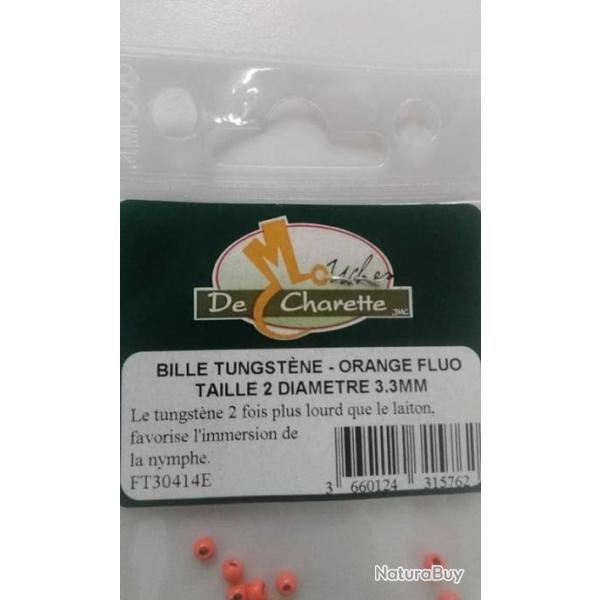 Mouches
De Charette
JMC
BILLE TUNGSTÈNE - ORANGE FLUO
TAILLE 2 DIAMETRE 3.3MM
Le tungstène 2 fois plus lourd que le laiton,
favorise l'immersion de
la nymphe.
FT30414E
3 660124 315762
NaturaBuy